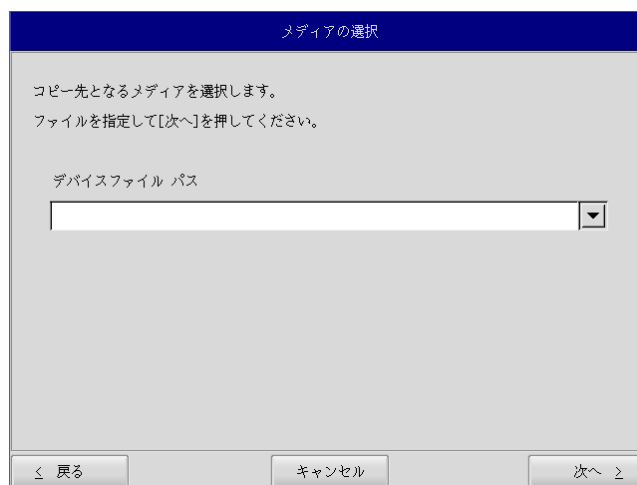 メディアの選択
コピー先となるメディアを選択します。
ファイルを指定して[次へ]を押してください。
デバイスファイル パス
< 戻る
キャンセル
次へ >